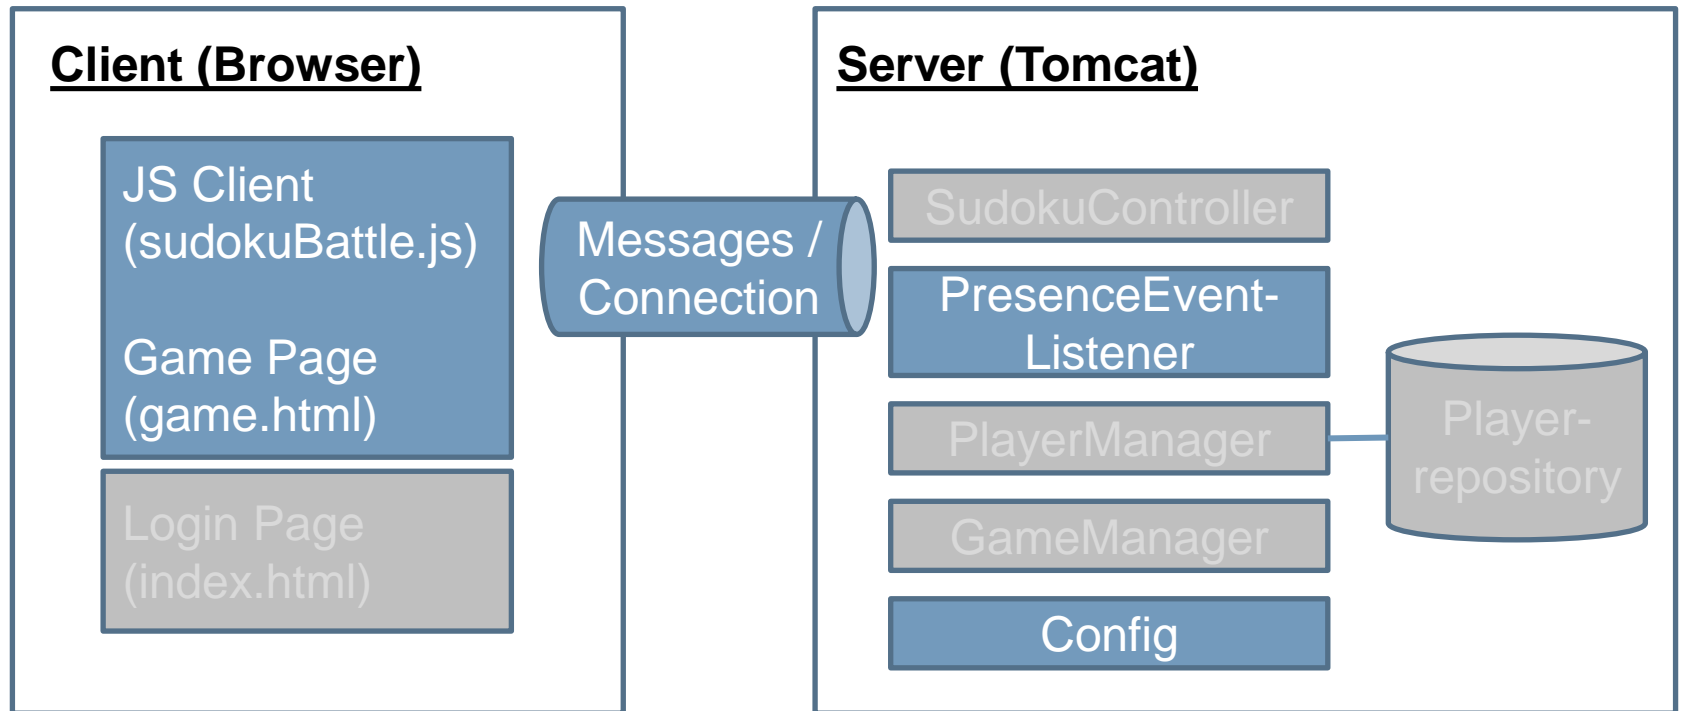 Client (Browser)
JS Client
(sudokuBattle.js)
Game Page
(game.html)
Login Page
(index.html)
Messages /
Connection
Server (Tomcat)
SudokuController
PresenceEvent-
Listener
PlayerManager
GameManager
Config
Player-
repository